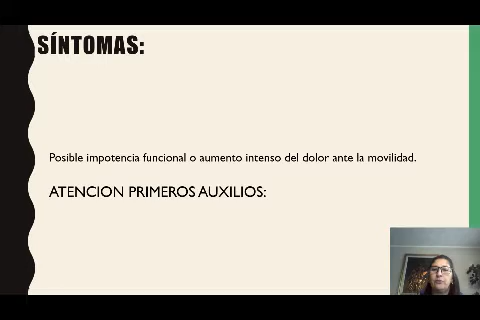 SÍNTOMAS:
Posible impotencia funcional o aumento intenso del dolor ante la movilidad.
ATENCION PRIMEROS AUXILIOS: